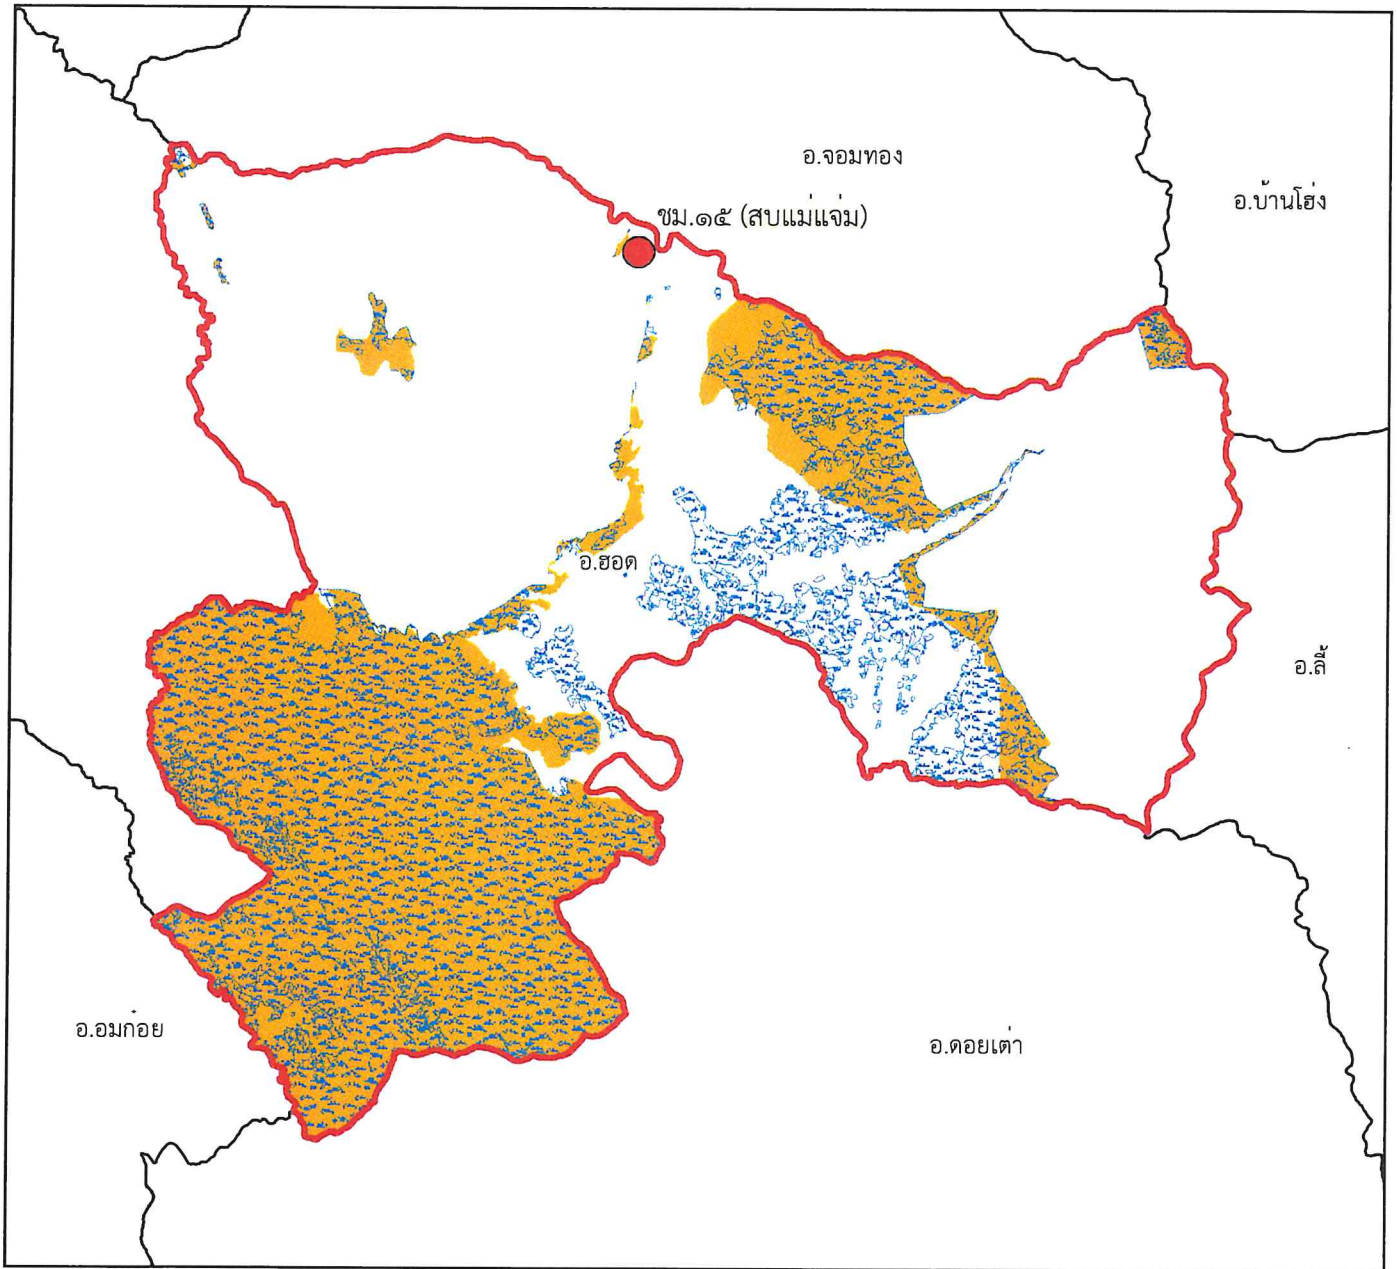 อ.จอมทอง
อ.บ้านโฮ่ง
ชม.๑๕ (สบแม่แจ่ม)
อ.ฮอด
อ.ลี้
อ.อมก๋อย
อ.ดอยเต่า